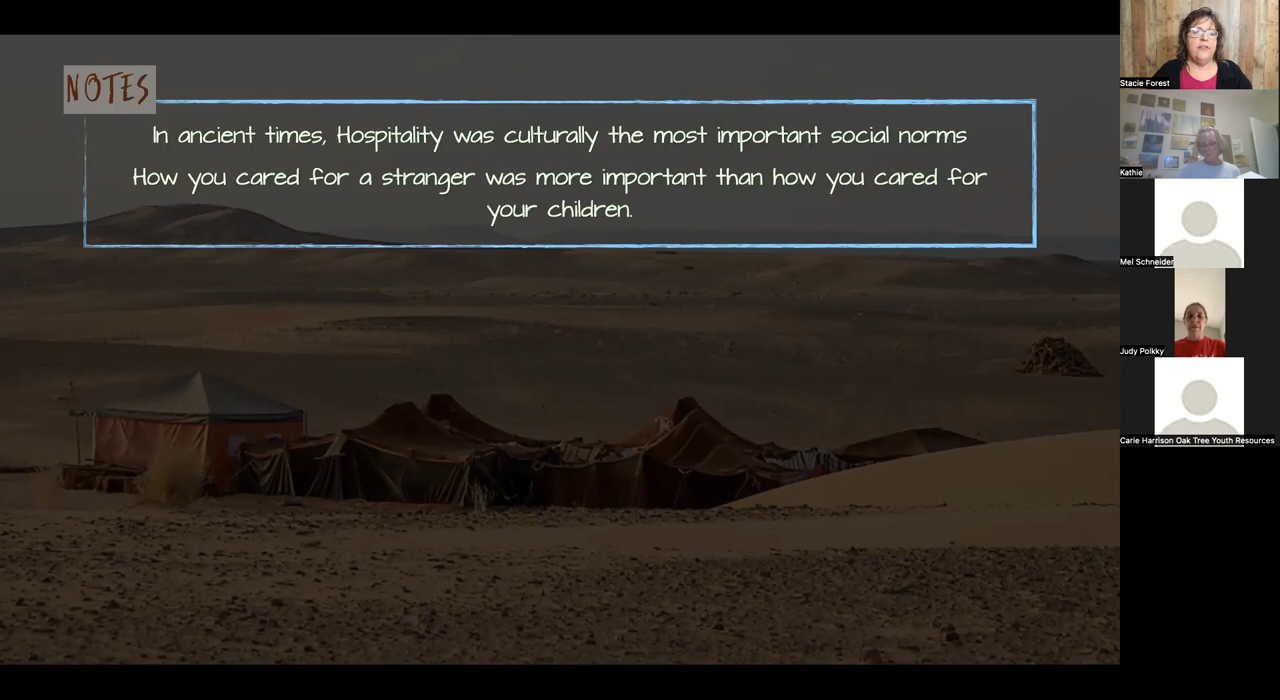 NOTES
In ancient times, Hospitality was culturally the most important social norms
How you cared for a stranger was more important than how you cared for
your children.
Stacie Forest
Kathie
Mel Schneider
Judy Polkky
Carie Harrison Oak Tree Youth Resources